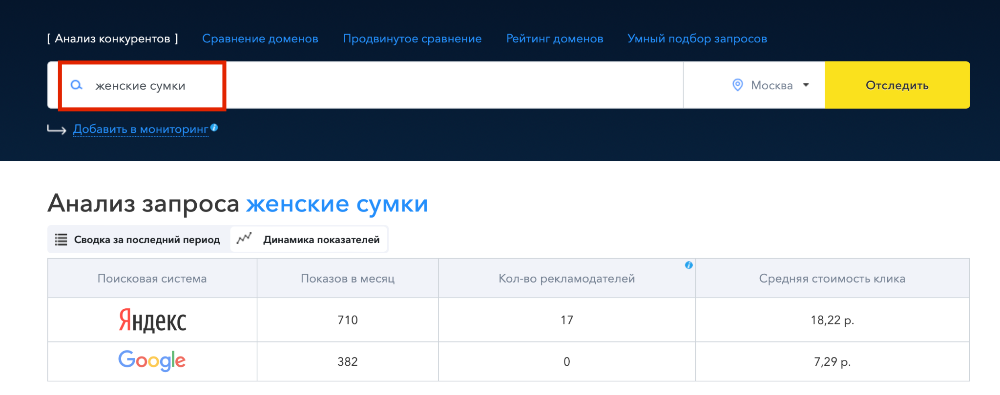 [ Анализ конкурентов ] Сравнение доменов Продвинутое сравнение Рейтинг доменов Умный подбор запросов
женские сумки Москва Отследить
Добавить в мониторинг
Анализ запроса женские сумки
Сводка за последний период Динамика показателей
Поисковая система Показов в месяц Кол-во рекламодателей Средняя стоимость клика
Яндекс 710 17 18,22 р.
Google 382 0 7,29 р.